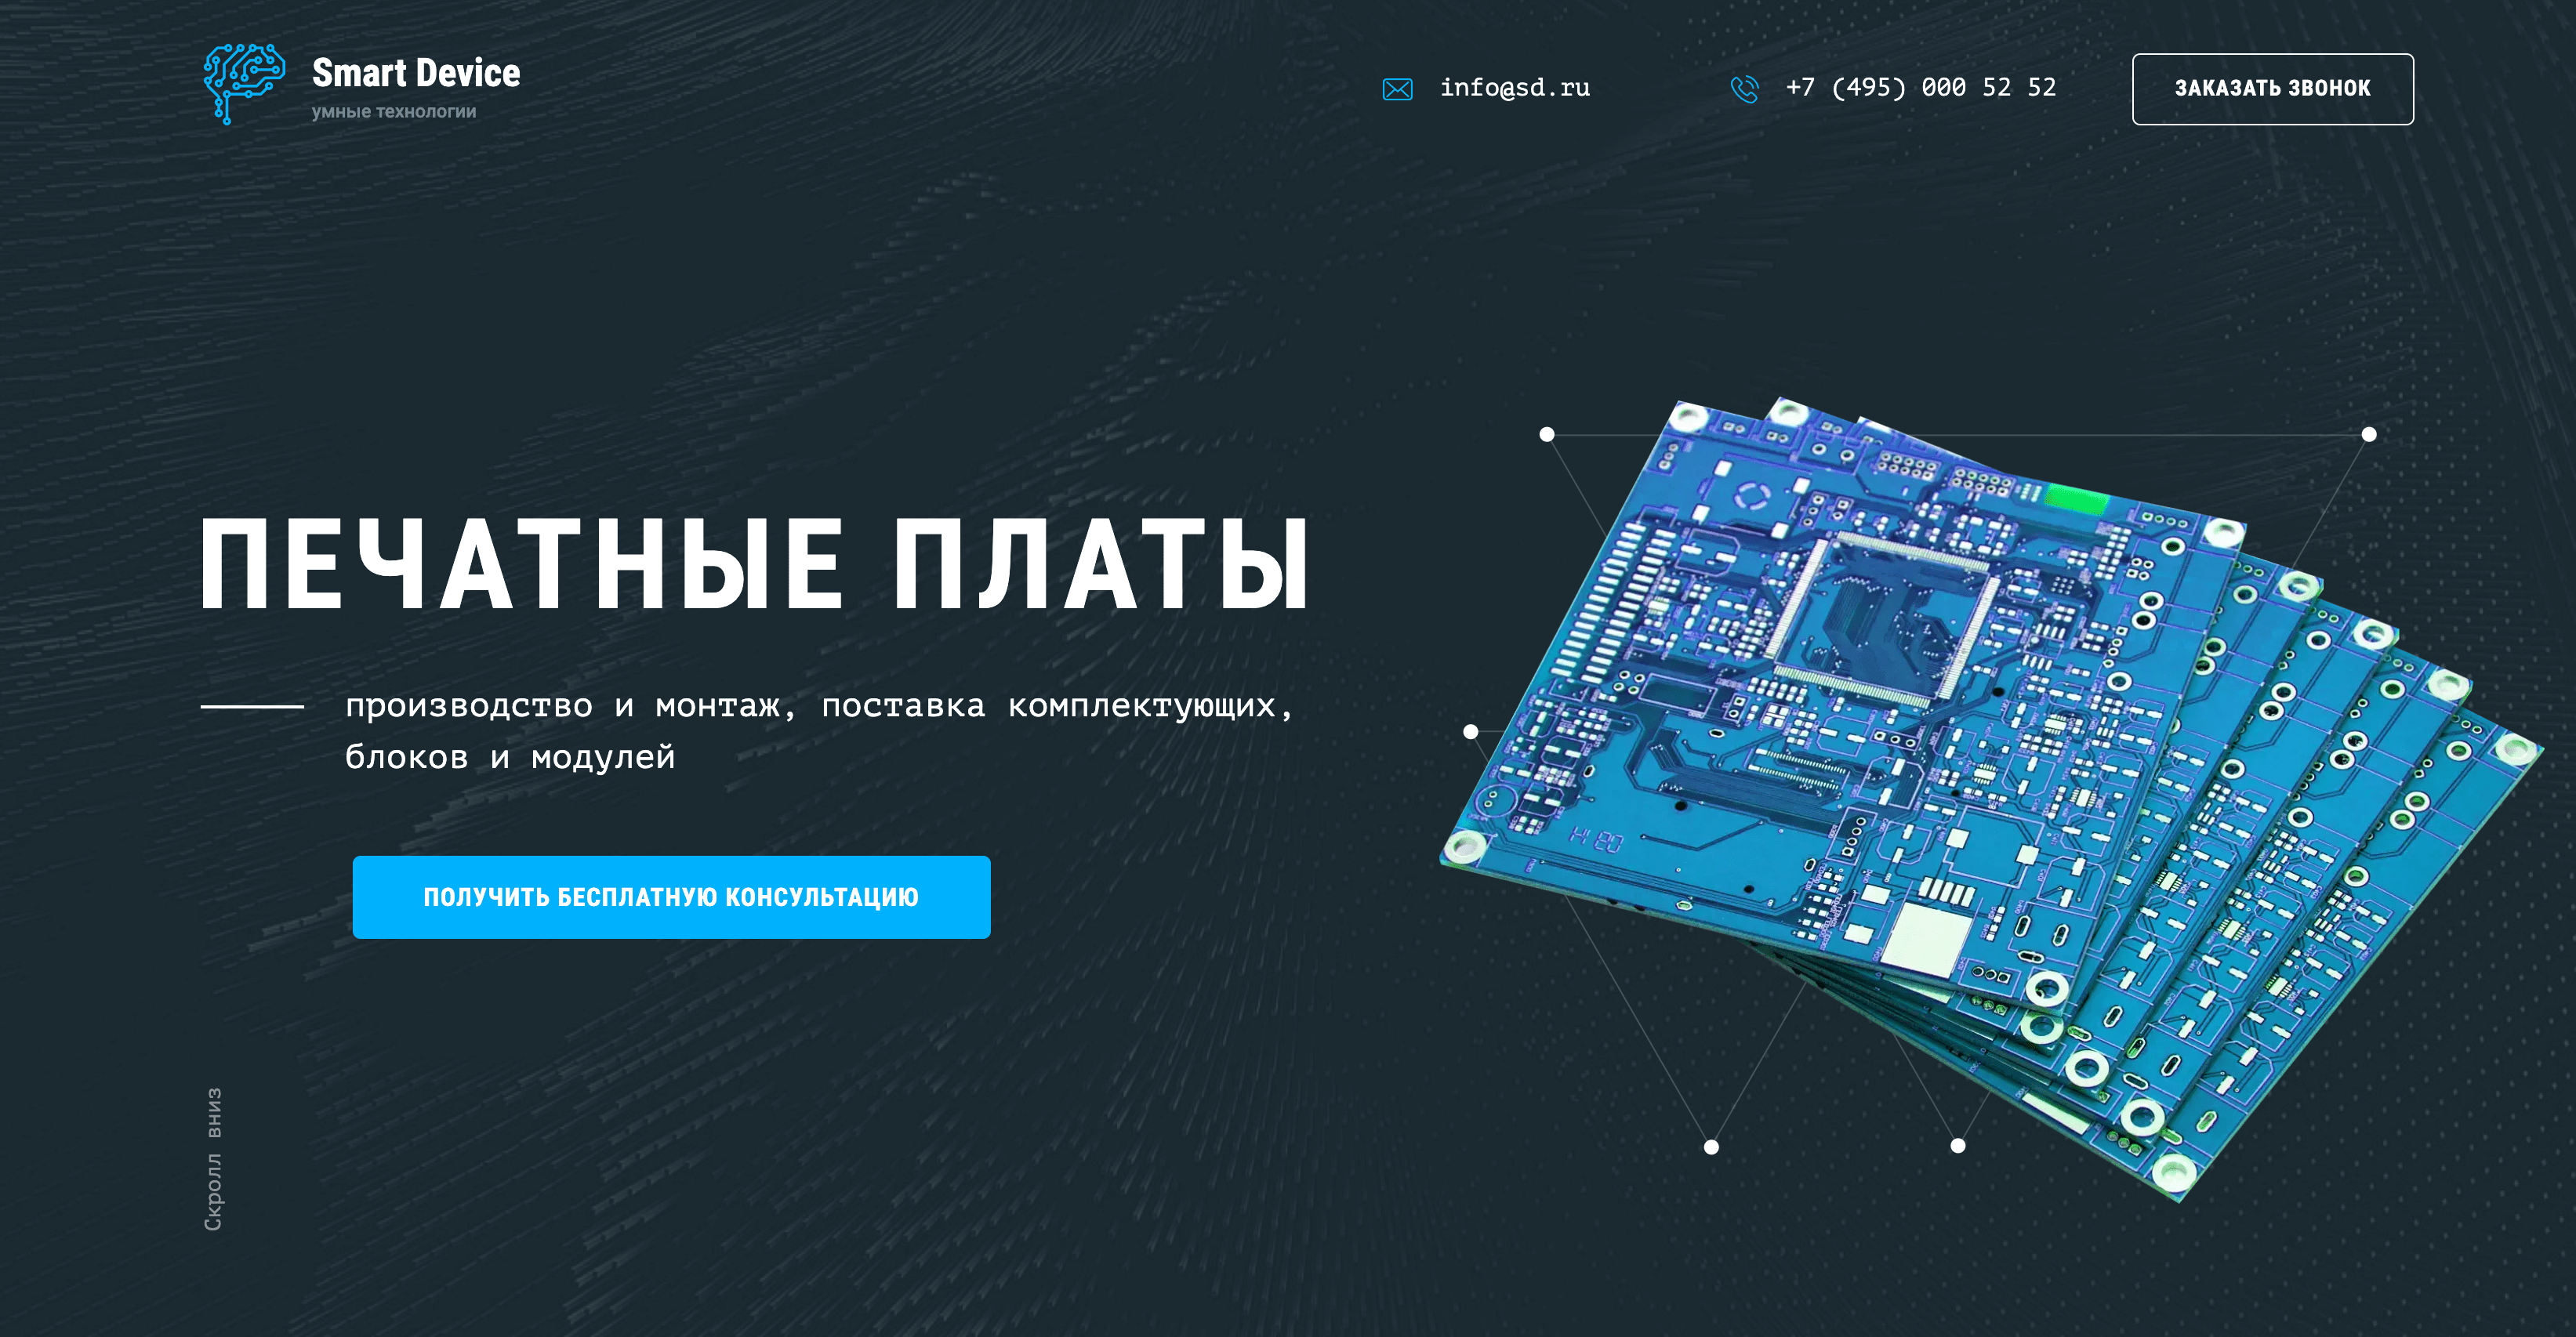 Smart Device
умные технологии
info@sd.ru
+7 (495) 000 52 52
ЗАКАЗАТЬ ЗВОНОК
ПЕЧАТНЫЕ ПЛАТЫ
производство и монтаж, поставка комплектующих,
блоков и модулей
ПОЛУЧИТЬ БЕСПЛАТНУЮ КОНСУЛЬТАЦИЮ
Скролл вниз